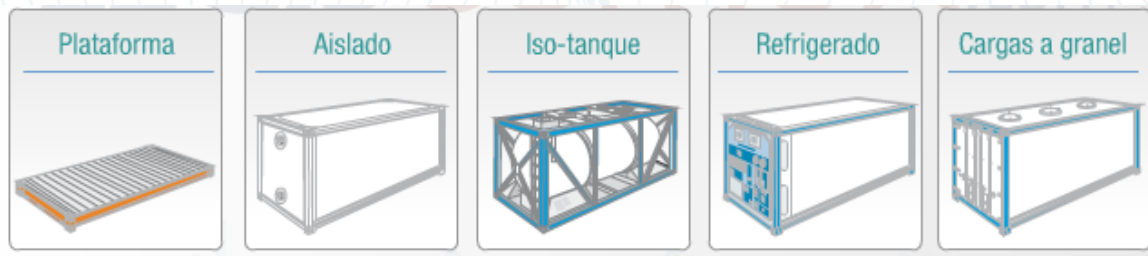 Plataforma
Aislado
Iso-tanque
Refrigerado
Cargas a granel